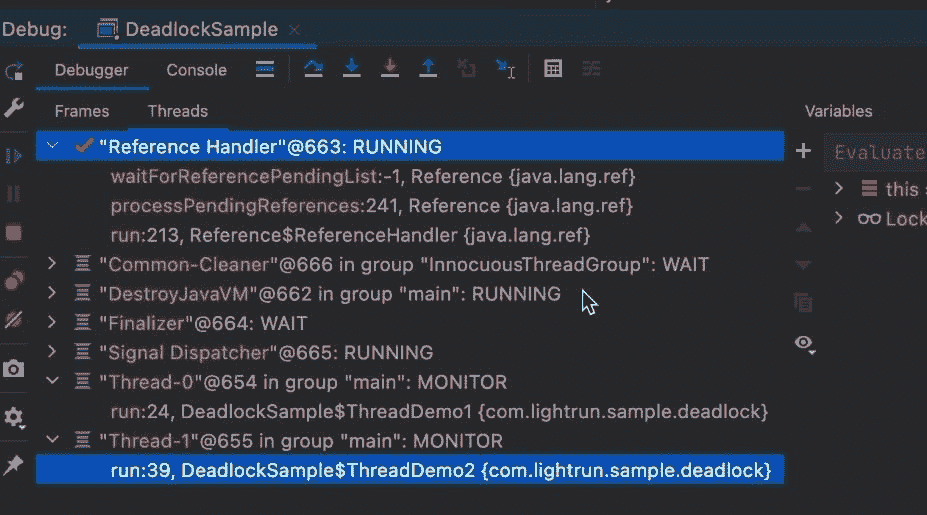 Debug: DeadlockSample
Debugger Console
Frames Threads Variables
"Reference Handler"@663: RUNNING
Evaluate
waitForReferencePendingList:-1, Reference {java.lang.ref}
this
processPendingReferences:241, Reference {java.lang.ref}
Lock
run:213, Reference$ReferenceHandler {java.lang.ref}
"Common-Cleaner"@666 in group "InnocuousThreadGroup": WAIT
"DestroyJavaVM"@662 in group "main": RUNNING
"Finalizer"@664: WAIT
"Signal Dispatcher"@665: RUNNING
"Thread-0"@654 in group "main": MONITOR
run:24, DeadlockSample$ThreadDemo1 {com.lightrun.sample.deadlock}
"Thread-1"@655 in group "main": MONITOR
run:39, DeadlockSample$ThreadDemo2 {com.lightrun.sample.deadlock}